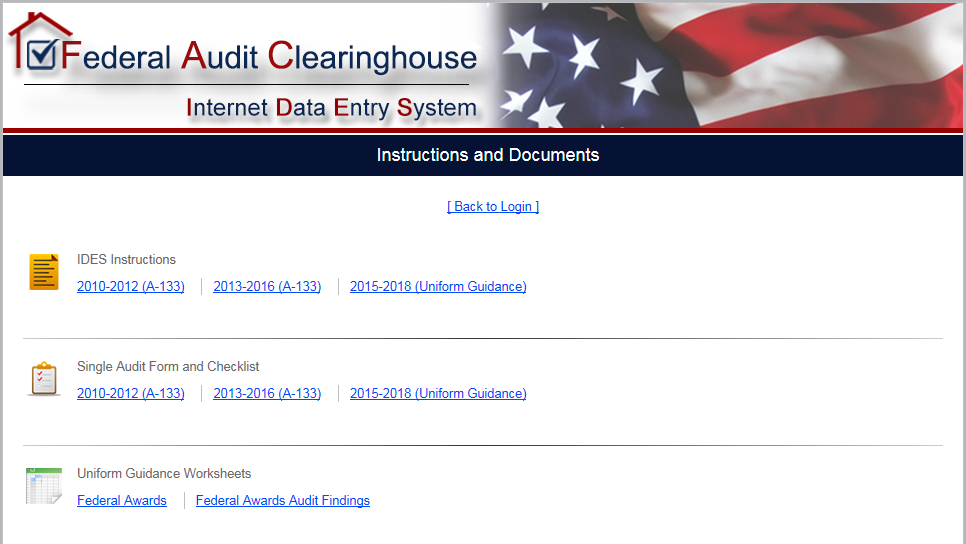 Federal Audit Clearinghouse
Internet Data Entry System
Instructions and Documents
[ Back to Login ]
IDES Instructions
2010-2012 (A-133) 2013-2016 (A-133) 2015-2018 (Uniform Guidance)
Single Audit Form and Checklist
2010-2012 (A-133) 2013-2016 (A-133) 2015-2018 (Uniform Guidance)
Uniform Guidance Worksheets
Federal Awards Federal Awards Audit Findings